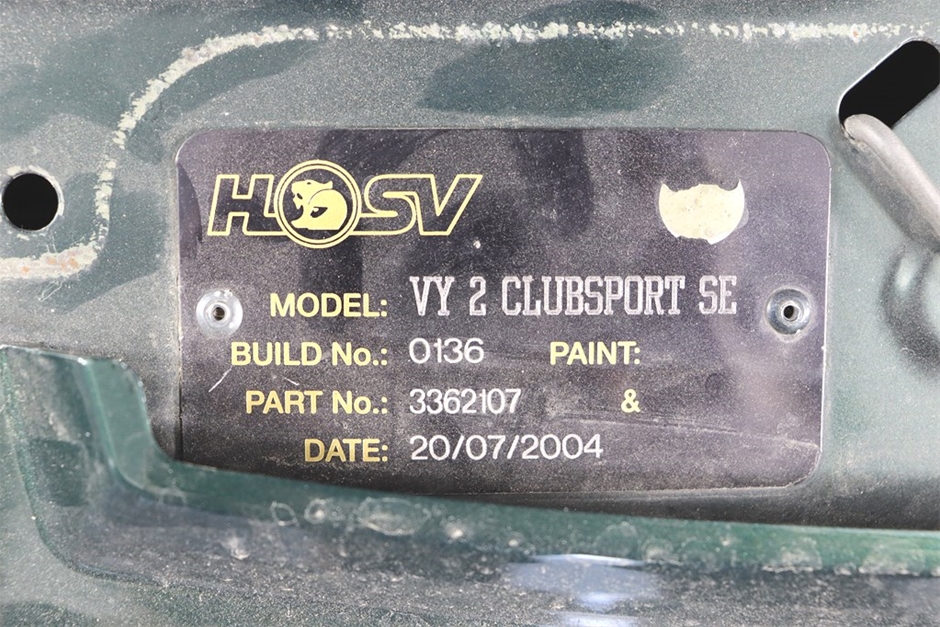 HSV
MODEL: VY 2 CLUBSPORT SE
BUILD No.: 0136 PAINT:
PART No.: 3362107 &
DATE: 20/07/2004